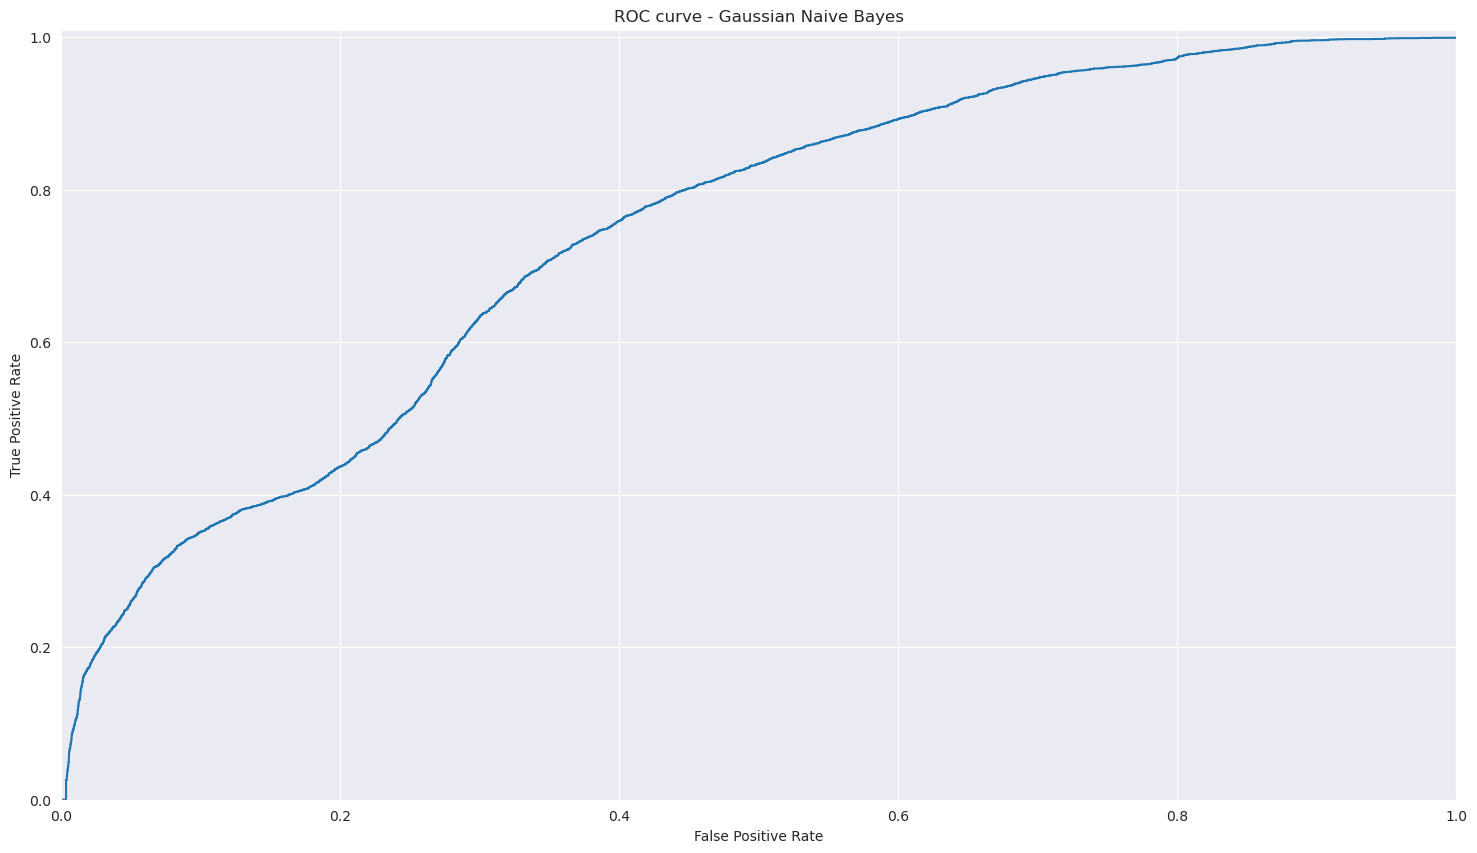 ROC curve - Gaussian Naive Bayes
1.0
0.8
0.6
0.4
0.2
0.0
True Positive Rate
0.0 0.2 0.4 0.6 0.8 1.0
False Positive Rate